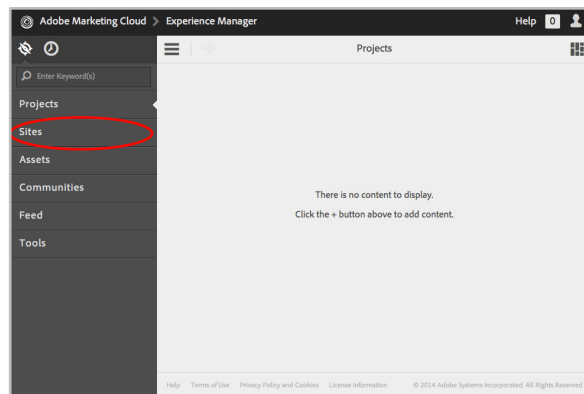 Adobe Marketing Cloud > Experience Manager
Help 0
Enter Keyword(s)
Projects
Projects
Sites
Assets
Communities
Feed
Tools
There is no content to display.
Click the + button above to add content.
Help Terms of Use Privacy Policy and Cookies License Information © 2014 Adobe Systems Incorporated. All Rights Reserved